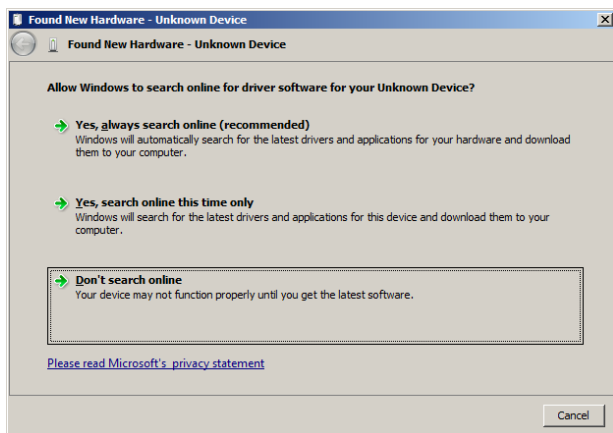 Found New Hardware - Unknown Device
Found New Hardware - Unknown Device
Allow Windows to search online for driver software for your Unknown Device?
Yes, always search online (recommended)
Windows will automatically search for the latest drivers and applications for your hardware and download
them to your computer.
Yes, search online this time only
Windows will search for the latest drivers and applications for this device and download them to your
computer.
Don't search online
Your device may not function properly until you get the latest software.
Please read Microsoft's privacy statement
Cancel